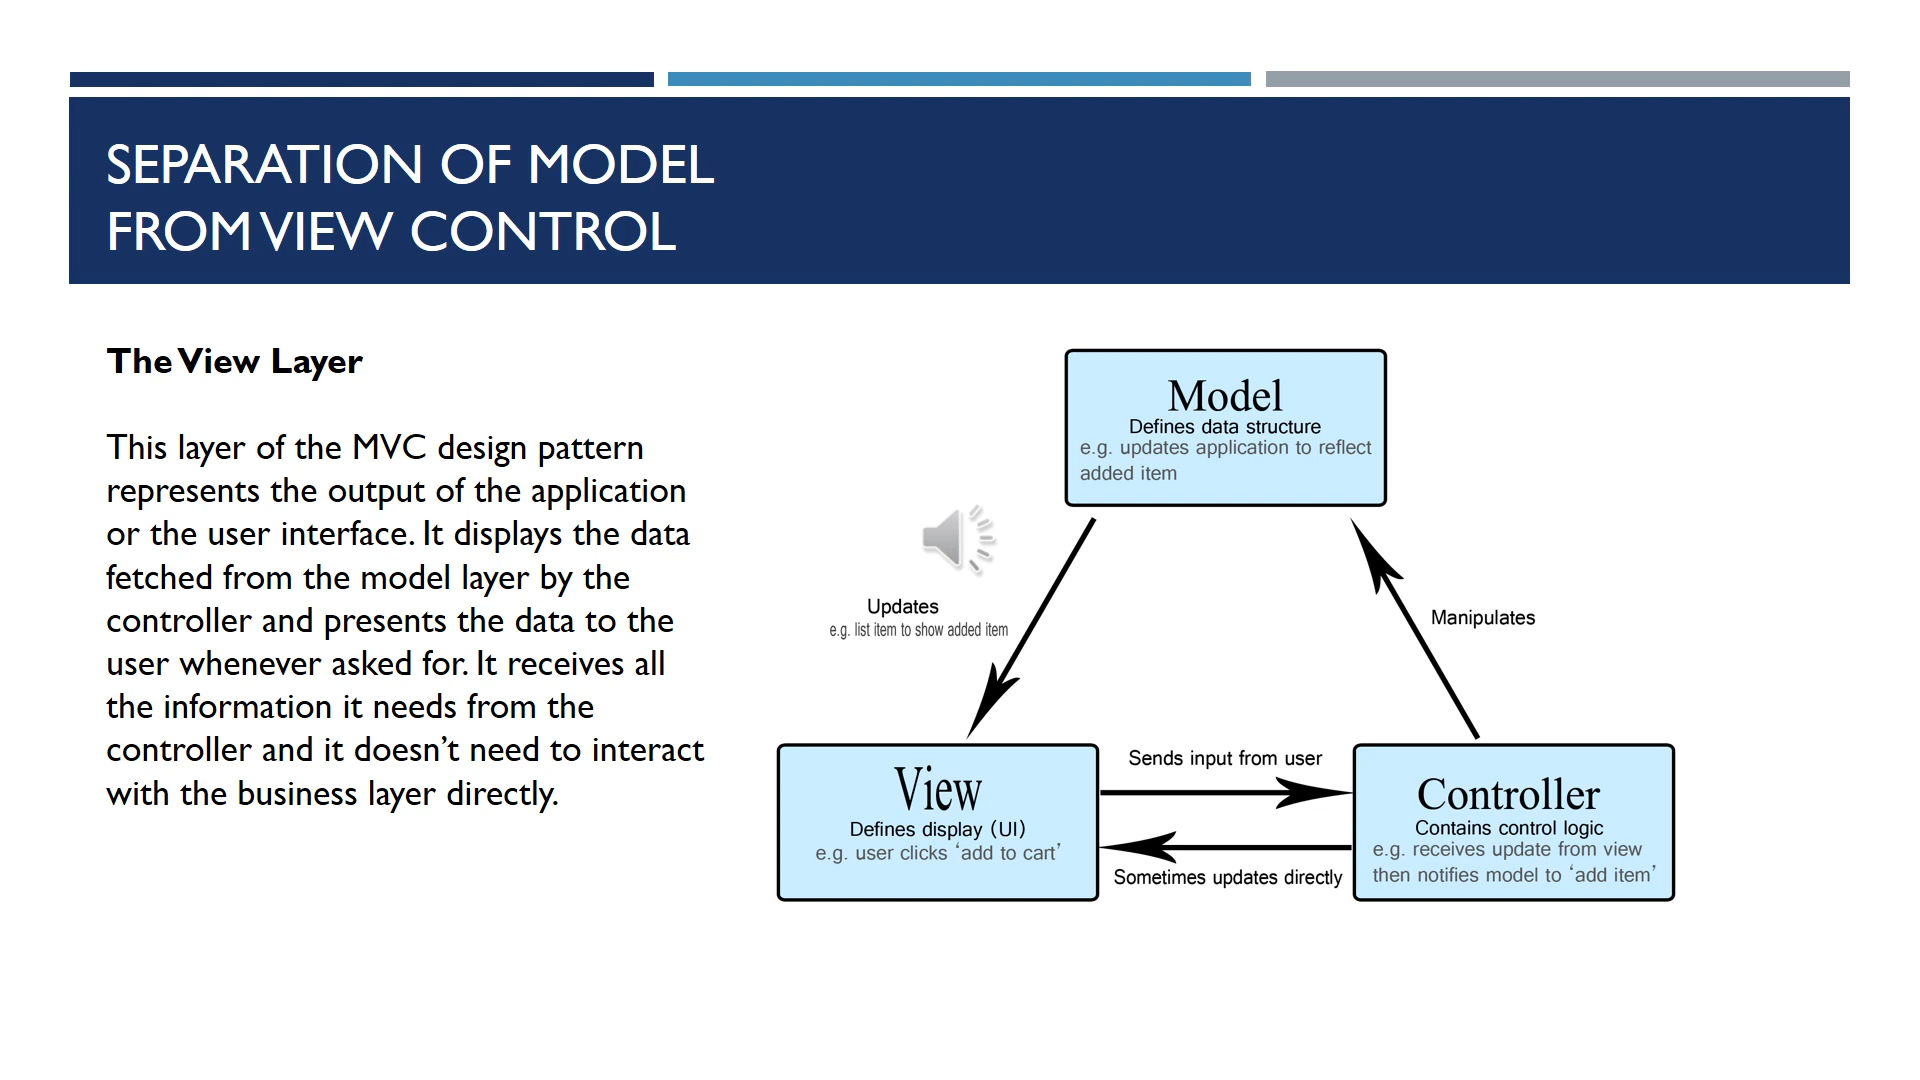 SEPARATION OF MODEL
FROM VIEW CONTROL
The View Layer
This layer of the MVC design pattern
represents the output of the application
or the user interface. It displays the data
fetched from the model layer by the
controller and presents the data to the
user whenever asked for. It receives all
the information it needs from the
controller and it doesn’t need to interact
with the business layer directly.
Model
Defines data structure
e.g. updates application to reflect
added item
Updates
e.g. list item to show added item
Manipulates
View
Defines display (UI)
e.g. user clicks ‘add to cart’
Sends input from user
Sometimes updates directly
Controller
Contains control logic
e.g. receives update from view
then notifies model to ‘add item’